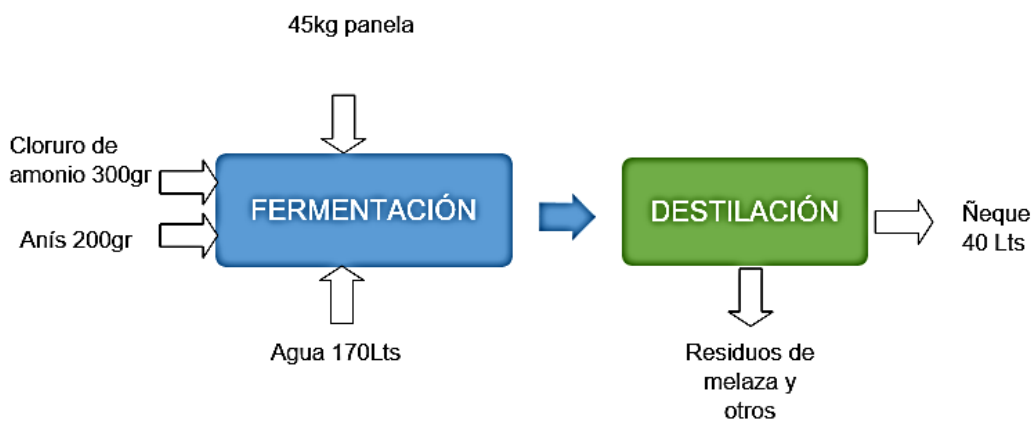 45kg panela
Cloruro de
amonio 300gr
Anís 200gr
FERMENTACIÓN
Agua 170Lts
DESTILACIÓN
Ñeque
40 Lts
Residuos de
melaza y
otros